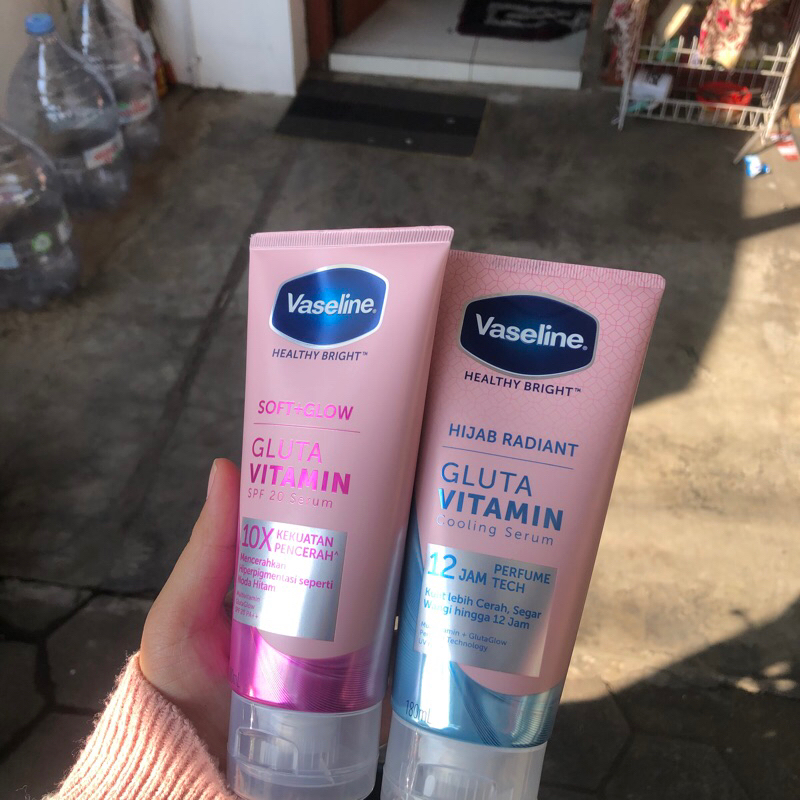 Vaseline®
HEALTHY BRIGHT™
SOFT+GLOW
GLUTA
VITAMIN
SPF 20 Serum
10X KEKUATAN
PENCERAH^
Mencerahkan
Hiperpigmentasi seperti
Noda Hitam
Vaseline®
HEALTHY BRIGHT™
HIJAB RADIANT
GLUTA
VITAMIN
Cooling Serum
12 JAM PERFUME
TECH
lebih Cerah, Segar
Wangi hingga 12 Jam
+ GlutaGlow
Technology
180mL